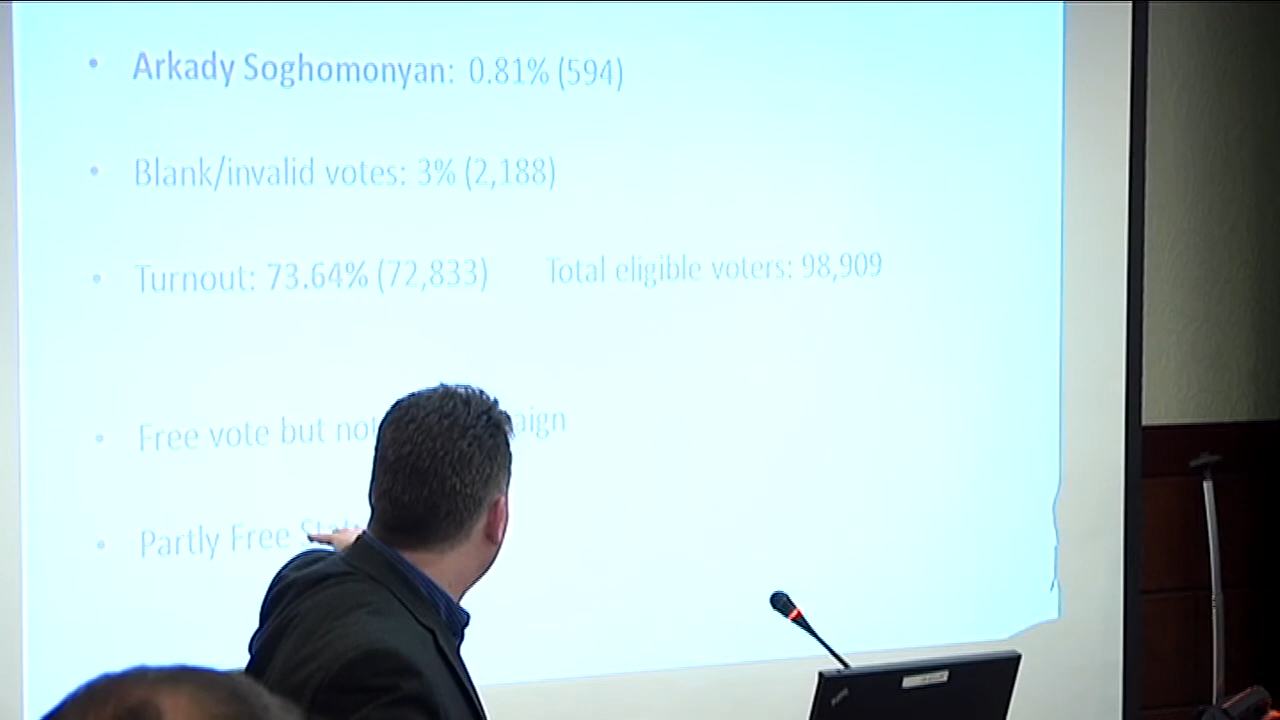 • Arkady Soghomonyan: 0.81% (594)
• Blank/invalid votes: 3% (2,188)
• Turnout: 73.64% (72,833) Total eligible voters: 98,909
• Free vote but not
• Partly Free